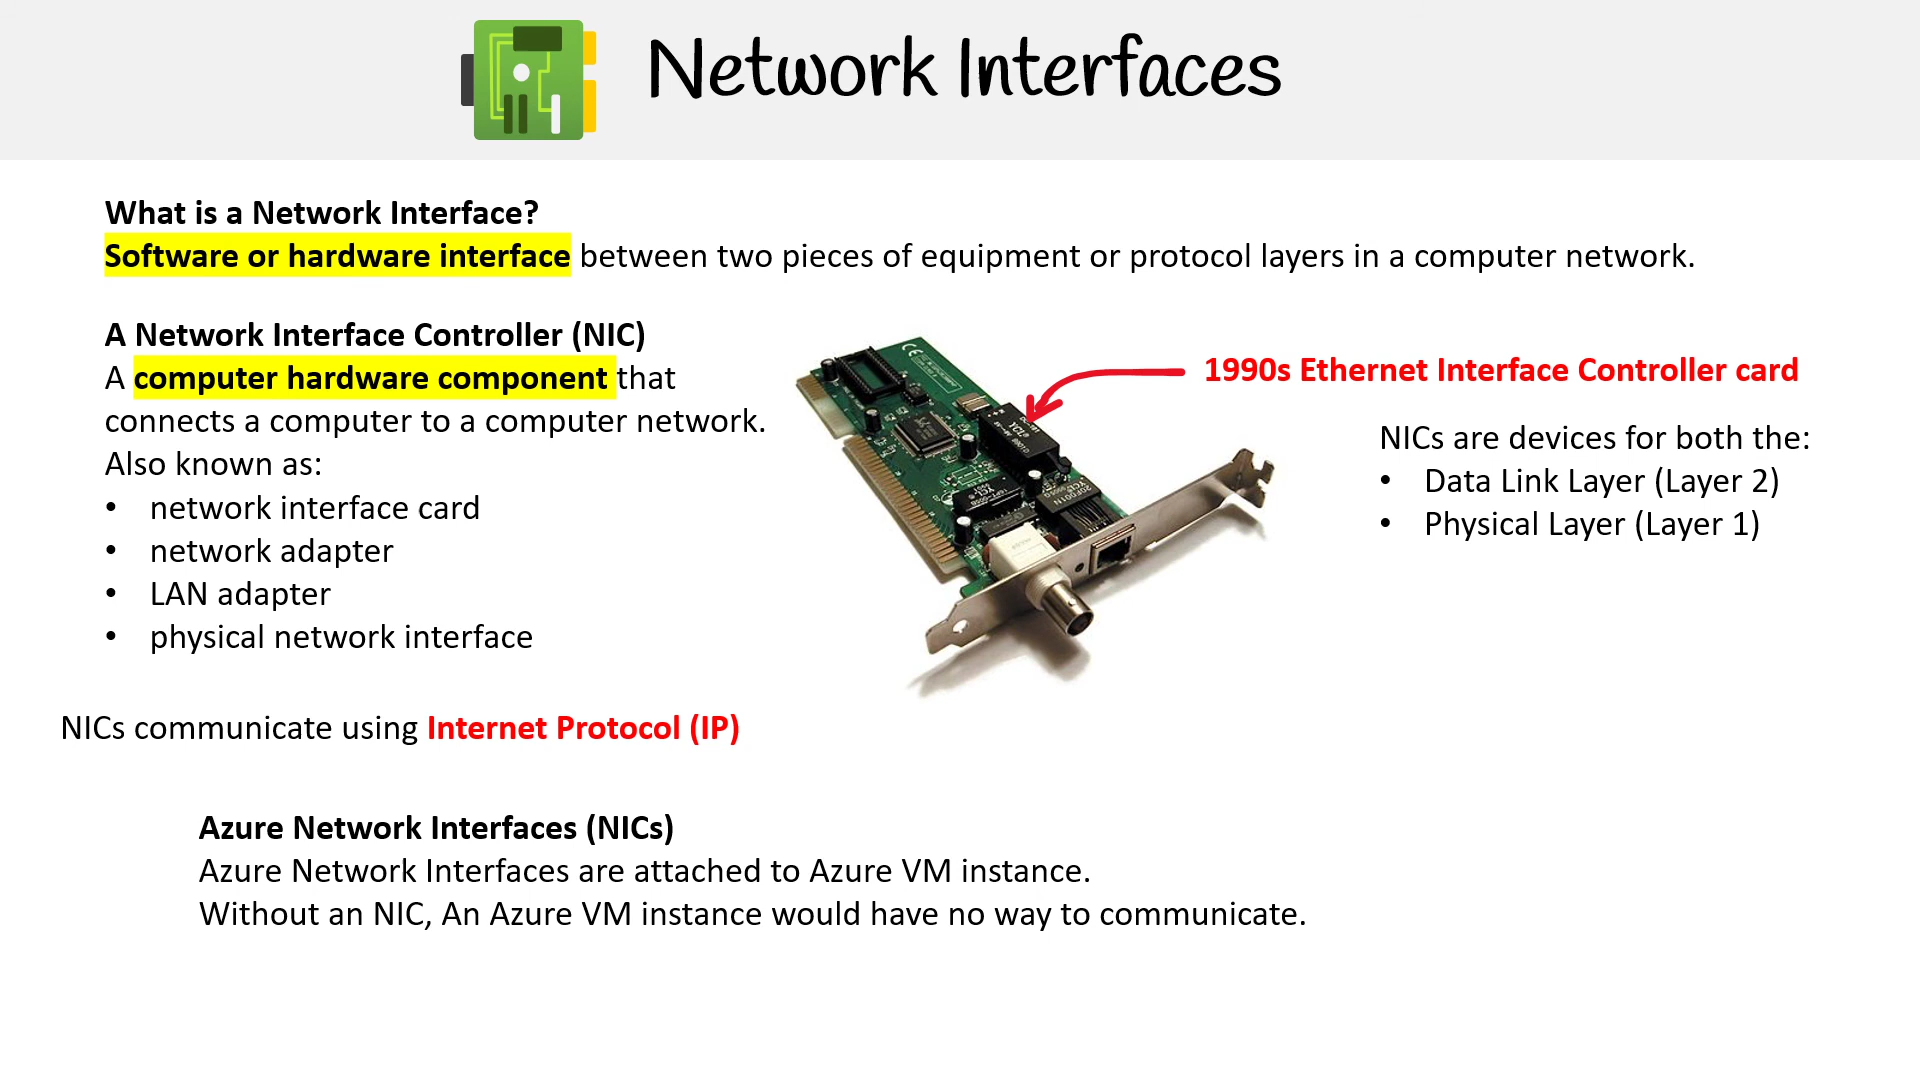 Network Interfaces
What is a Network Interface?
Software or hardware interface between two pieces of equipment or protocol layers in a computer network.
A Network Interface Controller (NIC)
A computer hardware component that
connects a computer to a computer network.
Also known as:
• network interface card
• network adapter
• LAN adapter
• physical network interface
1990s Ethernet Interface Controller card
NICs are devices for both the:
• Data Link Layer (Layer 2)
• Physical Layer (Layer 1)
YCL
NICs communicate using Internet Protocol (IP)
Azure Network Interfaces (NICs)
Azure Network Interfaces are attached to Azure VM instance.
Without an NIC, An Azure VM instance would have no way to communicate.